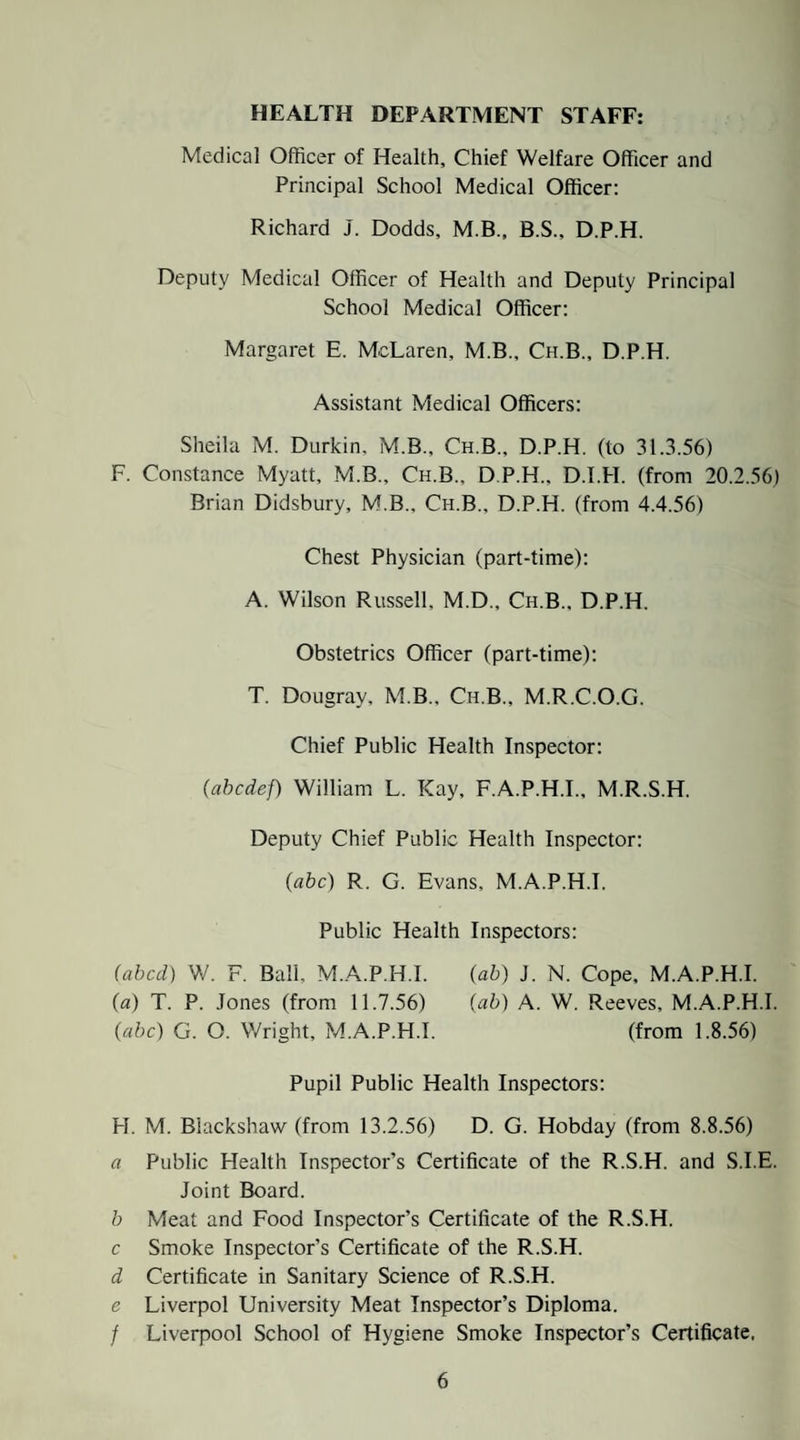 HEALTH DEPARTMENT STAFF:
Medical Officer of Health, Chief Welfare Officer and
Principal School Medical Officer:
Richard J. Dodds, M.B., B.S., D.P.H.
Deputy Medical Officer of Health and Deputy Principal
School Medical Officer:
Margaret E. McLaren, M.B., Ch.B., D.P.H.
Assistant Medical Officers:
Sheila M. Durkin, M.B., Ch.B., D.P.H. (to 31.3.56)
F. Constance Myatt, M.B., Ch.B., D.P.H., D.I.H. (from 20.2.56)
Brian Didsbury, M.B., Ch.B., D.P.H. (from 4.4.56)
Chest Physician (part-time):
A. Wilson Russell, M.D., Ch.B., D.P.H.
Obstetrics Officer (part-time):
T. Dougray, M.B., Ch.B., M.R.C.O.G.
Chief Public Health Inspector:
(abcdef) William L. Kay, F.A.P.H.I., M.R.S.H.
Deputy Chief Public Health Inspector:
(abc) R. G. Evans, M.A.P.H.I.
Public Health Inspectors:
(abcd) W. F. Ball, M.A.P.H.I. (ab) J. N. Cope, M.A.P.H.I.
(a) T. P. Jones (from 11.7.56) (ab) A. W. Reeves, M.A.P.H.I.
(abc) G. O. Wright, M.A.P.H.I. (from 1.8.56)
Pupil Public Health Inspectors:
H. M. Blackshaw (from 13.2.56) D. G. Hobday (from 8.8.56)
a Public Health Inspector's Certificate of the R.S.H. and S.I.E.
Joint Board.
b Meat and Food Inspector's Certificate of the R.S.H.
c Smoke Inspector's Certificate of the R.S.H.
d Certificate in Sanitary Science of R.S.H.
e Liverpol University Meat Inspector's Diploma.
f Liverpool School of Hygiene Smoke Inspector's Certificate.
6